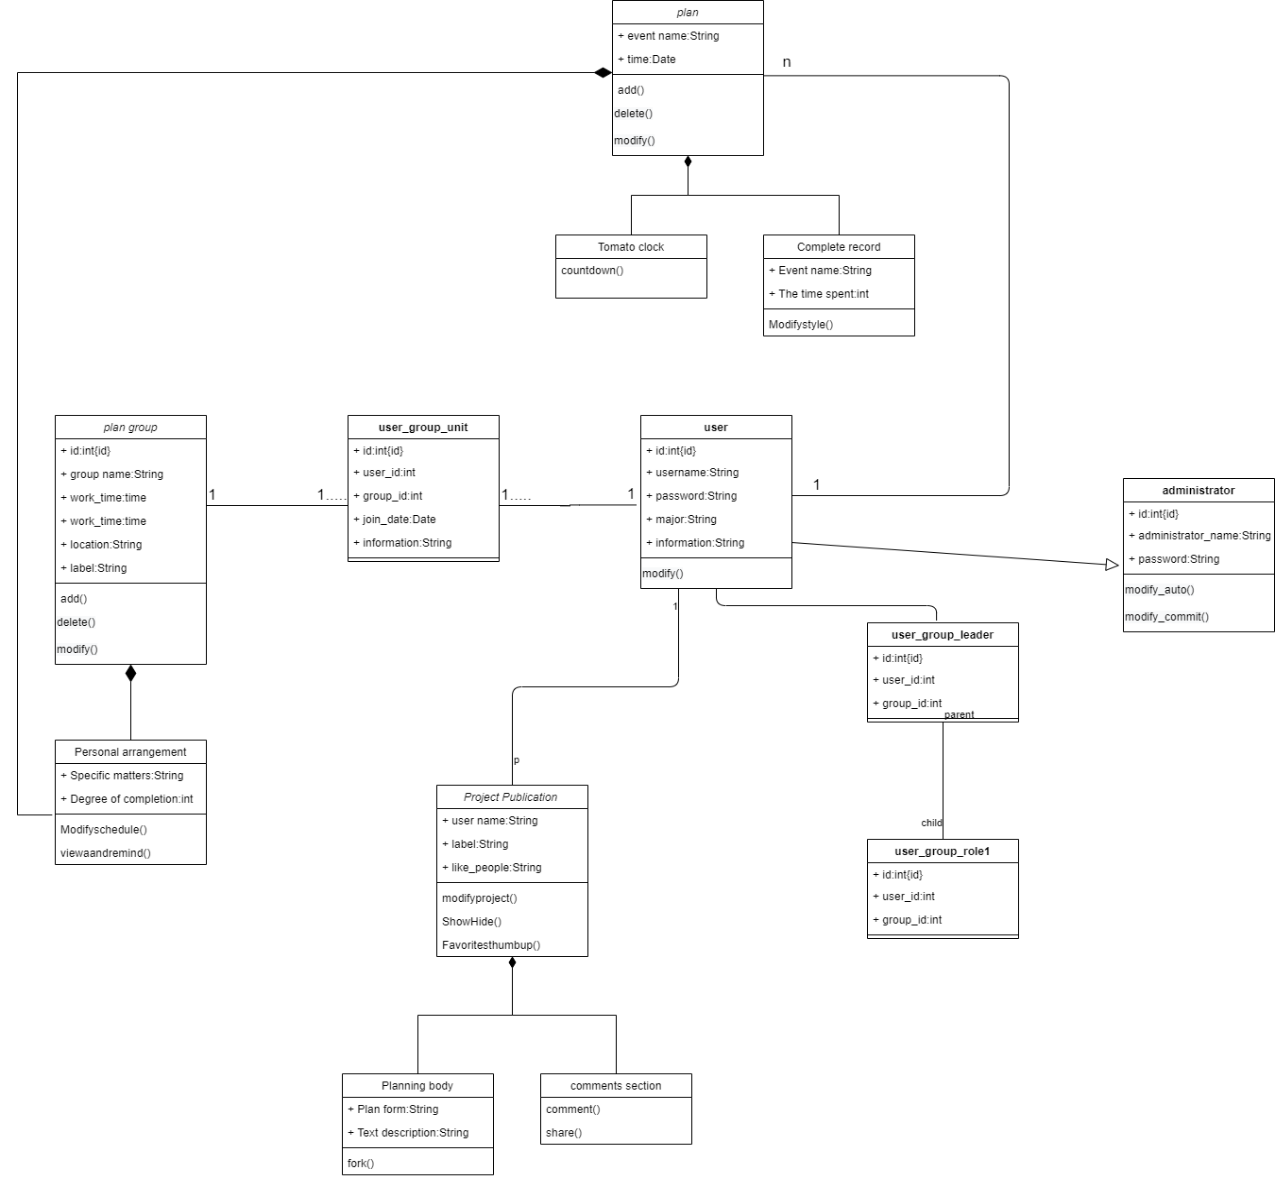 plan
+ event name:String
+ time:Date
n
add()
delete()
modify()
Tomato clock
countdown()
Complete record
+ Event name:String
+ The time spent:int
Modifystyle()
plan group
+ id:int{id}
+ group name:String
+ work_time:time
+ work_time:time
+ location:String
+ label:String
add()
delete()
modify()
1
1.....
user_group_unit
+ id:int{id}
+ user_id:int
+ group_id:int
+ join_date:Date
+ information:String
1.....
1
user
+ id:int{id}
+ username:String
+ password:String
+ major:String
+ information:String
modify()
1
administrator
+ id:int{id}
+ administrator_name:String
+ password:String
modify_auto()
modify_commit()
1
user_group_leader
+ id:int{id}
+ user_id:int
+ group_id:int
parent
Personal arrangement
+ Specific matters:String
+ Degree of completion:int
Modifyschedule()
viewaandremind()
p
Project Publication
+ user name:String
+ label:String
+ like_people:String
modifyproject()
ShowHide()
Favoritesthumbup()
child
user_group_role1
+ id:int{id}
+ user_id:int
+ group_id:int
Planning body
+ Plan form:String
+ Text description:String
fork()
comments section
comment()
share()